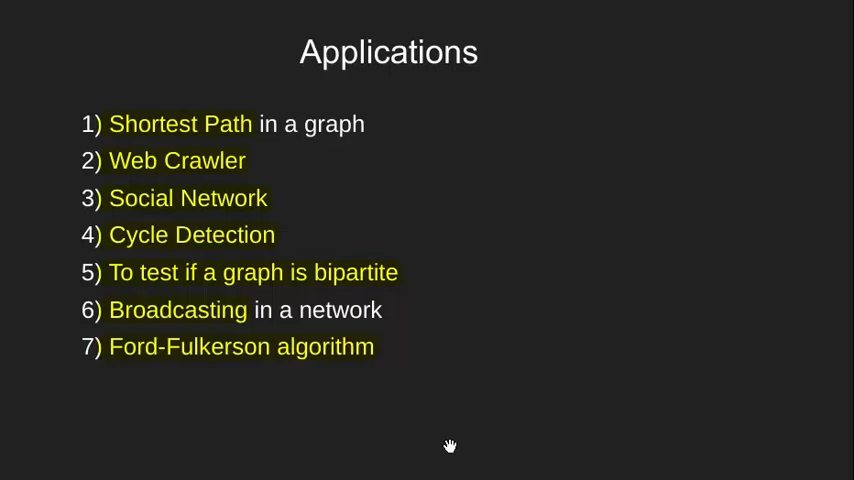 Applications
1) Shortest Path in a graph
2) Web Crawler
3) Social Network
4) Cycle Detection
5) To test if a graph is bipartite
6) Broadcasting in a network
7) Ford-Fulkerson algorithm